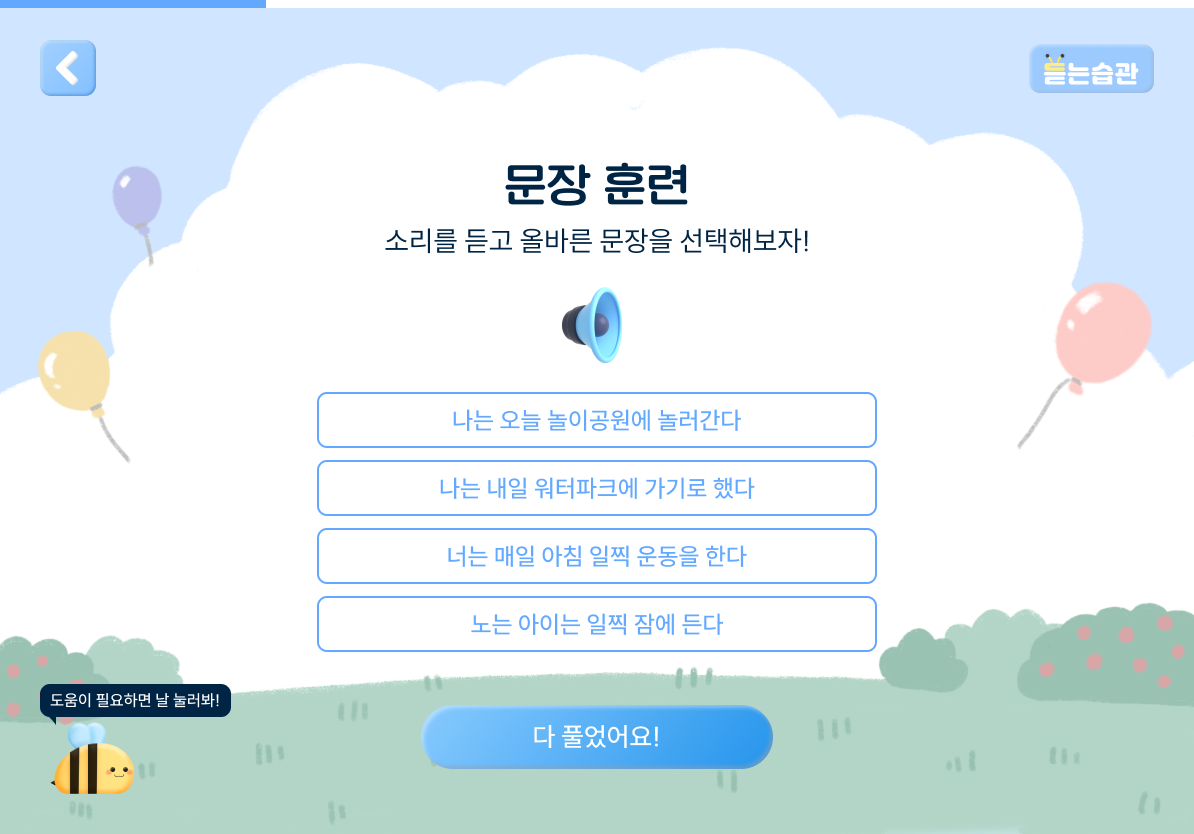 듣는습관
문장 훈련
소리를 듣고 올바른 문장을 선택해보자!
나는 오늘 놀이공원에 놀러간다
나는 내일 워터파크에 가기로 했다
너는 매일 아침 일찍 운동을 한다
노는 아이는 일찍 잠에 든다
도움이 필요하면 날 눌러봐!
다 풀었어요!